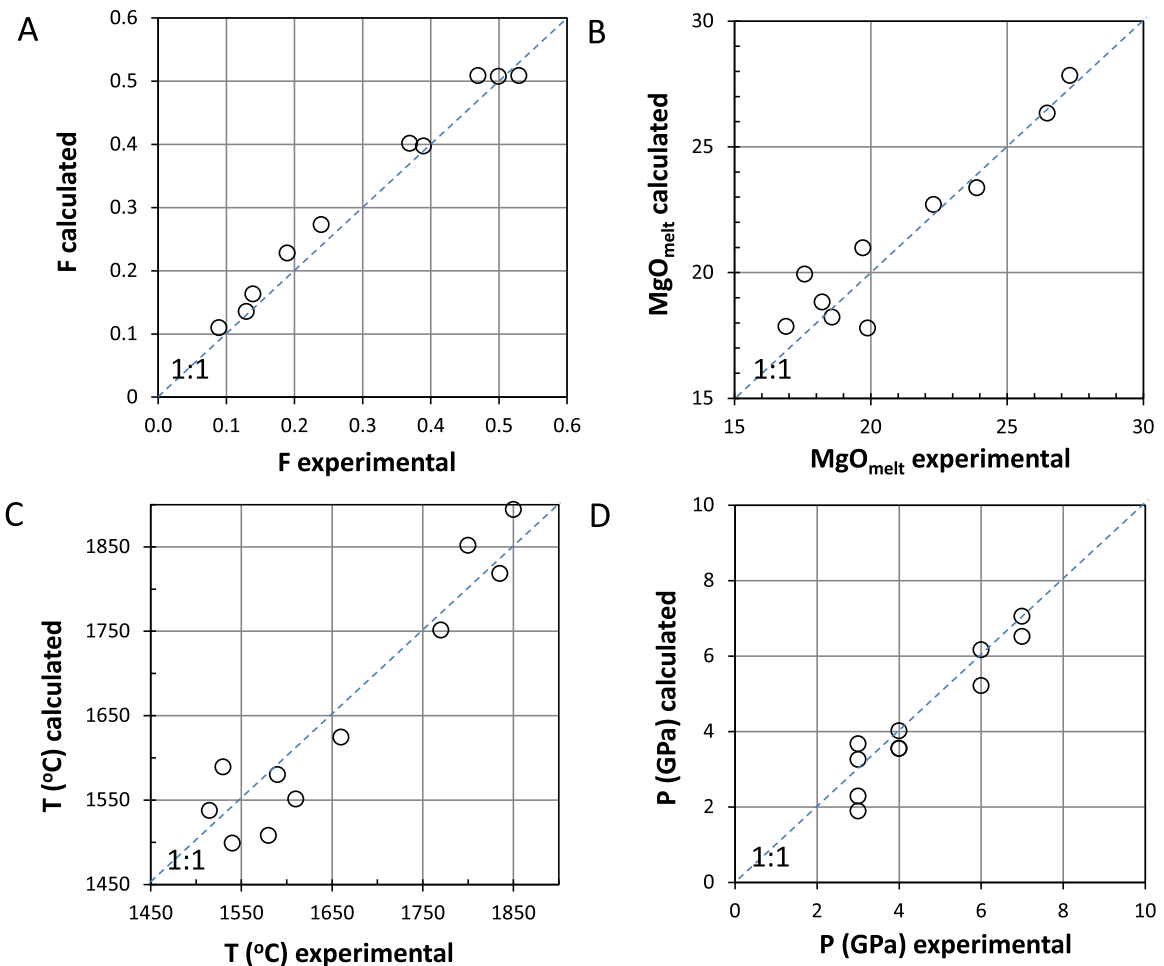 A
0.6
0.5
0.4
0.3
0.2
0.1
0
F calculated
1:1
0.0 0.1 0.2 0.3 0.4 0.5 0.6
F experimental
B
30
25
20
15
MgOmelt calculated
1:1
15 20 25 30
MgOmelt experimental
C
1850
1750
1650
1550
1450
T (ºC) calculated
1:1
1450 1550 1650 1750 1850
T (ºC) experimental
D
10
8
6
4
2
0
P (GPa) calculated
1:1
0 2 4 6 8 10
P (GPa) experimental